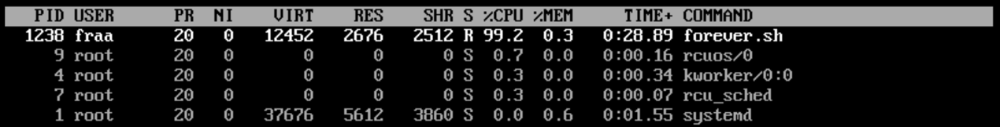 PID USER PR NI VIRT RES SHR S %CPU %MEM TIME+ COMMAND
1238 fraa 20 0 12452 2676 2512 R 99.2 0.3 0:28.89 forever.sh
9 root 20 0 0 0 0 S 0.7 0.0 0:00.16 rcuos/0
4 root 20 0 0 0 0 S 0.3 0.0 0:00.34 kworker/0:0
7 root 20 0 0 0 0 S 0.3 0.0 0:00.07 rcu_sched
1 root 20 0 37676 5612 3860 S 0.0 0.6 0:01.55 systemd